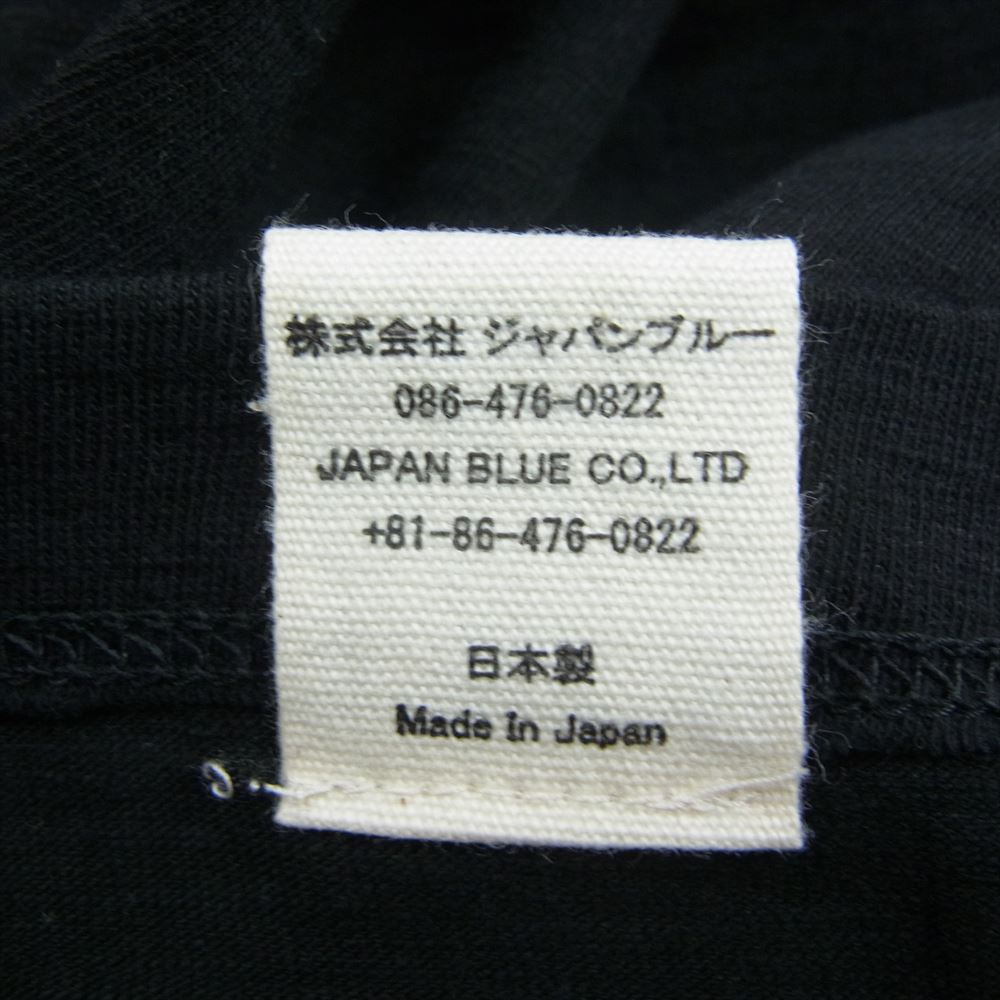 株式会社 ジャパンブルー
086-476-0822
JAPAN BLUE CO.,LTD
+81-86-476-0822
日本製
Made In Japan